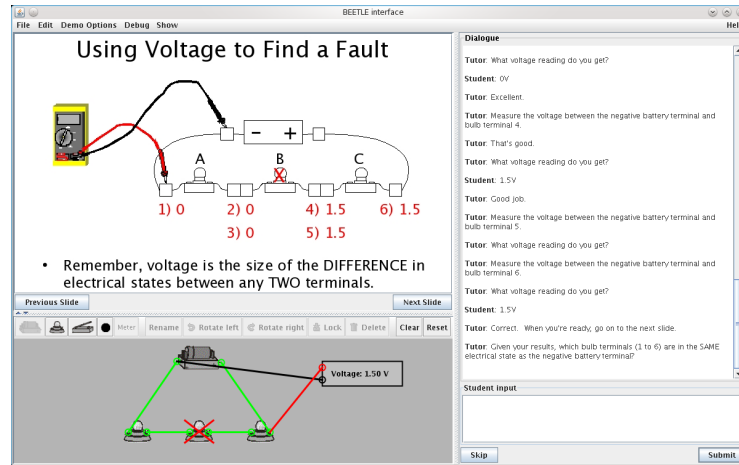 BEETLE interface
File Edit Demo Options Debug Show
Hel
Using Voltage to Find a Fault
- +
A B C
1) 0 2) 0 4) 1.5 6) 1.5
3) 0 5) 1.5
• Remember, voltage is the size of the DIFFERENCE in
electrical states between any TWO terminals.
Previous Slide
Next Slide
Meter Rename Rotate left Rotate right Lock Delete Clear Reset
Voltage: 1.50 V
Dialogue
Tutor: What voltage reading do you get?
Student: 0V
Tutor: Excellent.
Tutor: Measure the voltage between the negative battery terminal and
bulb terminal 4.
Tutor: That's good.
Tutor: What voltage reading do you get?
Student: 1.5V
Tutor: Good job.
Tutor: Measure the voltage between the negative battery terminal and
bulb terminal 5.
Tutor: What voltage reading do you get?
Tutor: Measure the voltage between the negative battery terminal and
bulb terminal 6.
Tutor: What voltage reading do you get?
Student: 1.5V
Tutor: Correct. When you're ready, go on to the next slide.
Tutor: Given your results, which bulb terminals (1 to 6) are in the SAME
electrical state as the negative battery terminal?
Student input
Skip
Submit